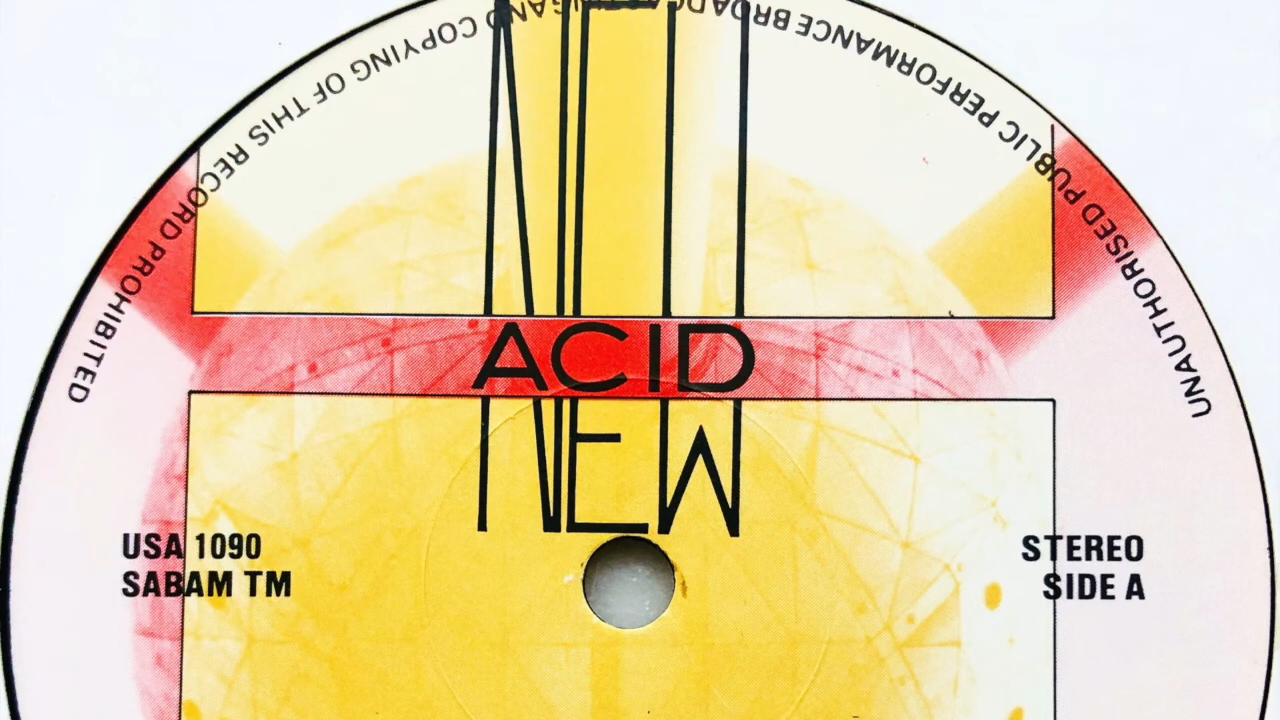 UNAUTHORISED PUBLIC PERFORMANCE BROADCASTING AND COPYING OF THIS RECORD PROHIBITED
ACID
NEW
USA 1090
SABAM TM
STEREO
SIDE A